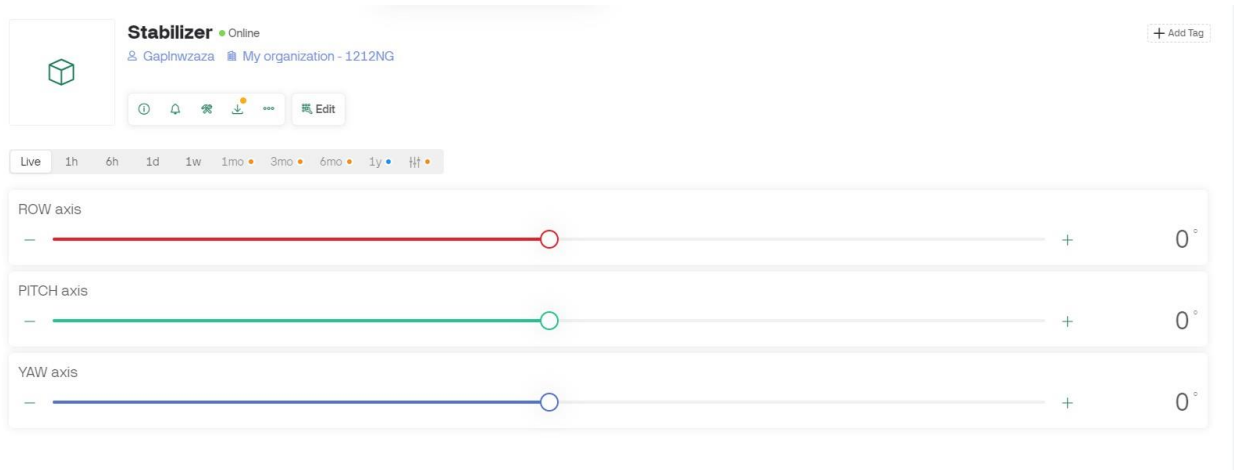 Stabilizer Online
Gaplnwzaza My organization - 1212NG
+ Add Tag
Edit
Live 1h 6h 1d 1w 1mo 3mo 6mo 1y
ROW axis
− + 0°
PITCH axis
− + 0°
YAW axis
− + 0°